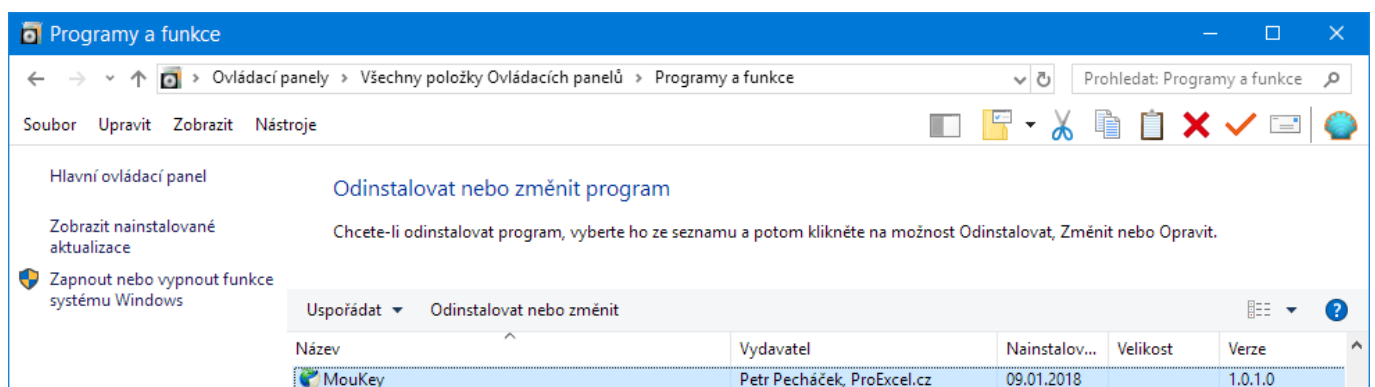 Programy a funkce
Ovládací panely > Všechny položky Ovládacích panelů > Programy a funkce
Prohledat: Programy a funkce
Soubor Upravit Zobrazit Nástroje
Hlavní ovládací panel
Zobrazit nainstalované
aktualizace
Zapnout nebo vypnout funkce
systému Windows
Odinstalovat nebo změnit program
Chcete-li odinstalovat program, vyberte ho ze seznamu a potom klikněte na možnost Odinstalovat, Změnit nebo Opravit.
Uspořádat Odinstalovat nebo změnit
Název Vydavatel Nainstalov... Velikost Verze
MouKey Petr Pecháček, ProExcel.cz 09.01.2018 1.0.1.0